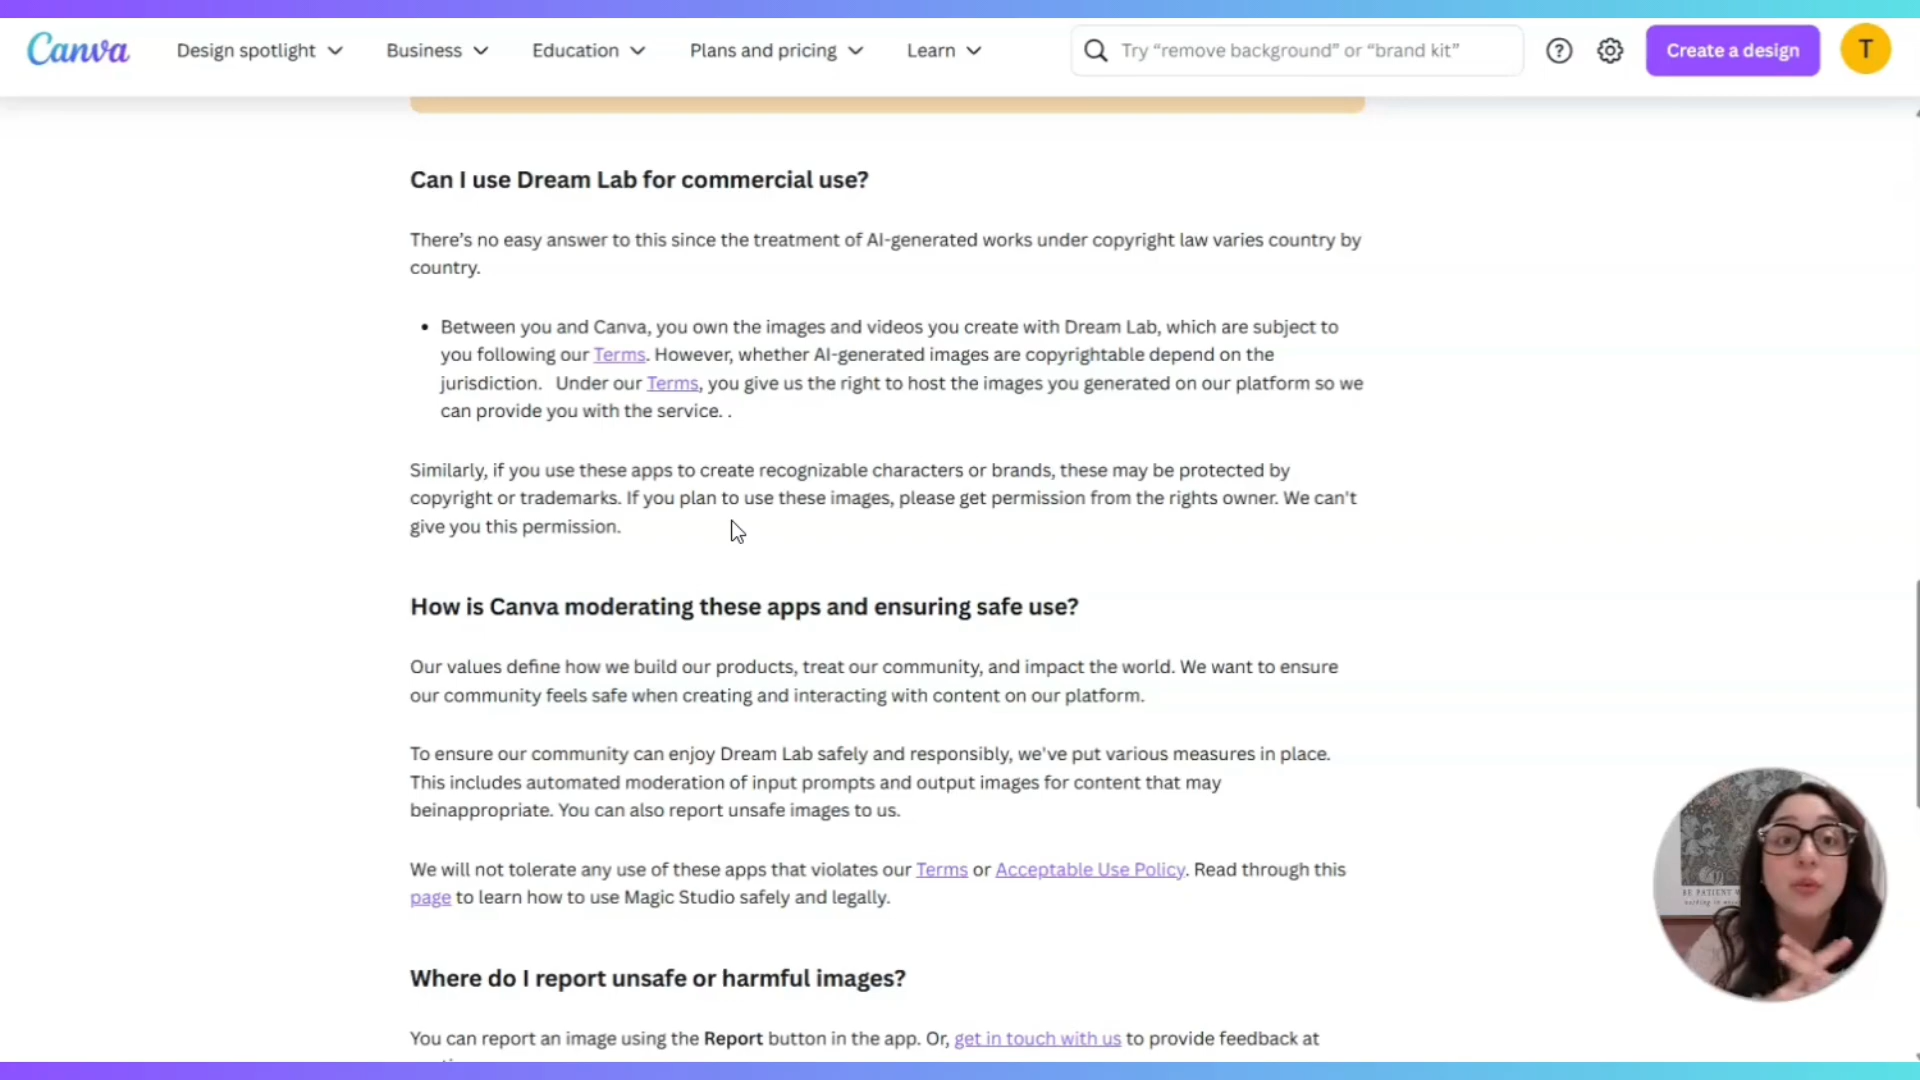 Canva
Design spotlight
Business
Education
Plans and pricing
Learn
Try “remove background” or “brand kit”
Create a design
T
Can I use Dream Lab for commercial use?
There’s no easy answer to this since the treatment of AI-generated works under copyright law varies country by
country.
• Between you and Canva, you own the images and videos you create with Dream Lab, which are subject to
you following our Terms. However, whether AI-generated images are copyrightable depend on the
jurisdiction.  Under our Terms, you give us the right to host the images you generated on our platform so we
can provide you with the service. .
Similarly, if you use these apps to create recognizable characters or brands, these may be protected by
copyright or trademarks. If you plan to use these images, please get permission from the rights owner. We can't
give you this permission.
How is Canva moderating these apps and ensuring safe use?
Our values define how we build our products, treat our community, and impact the world. We want to ensure
our community feels safe when creating and interacting with content on our platform.
To ensure our community can enjoy Dream Lab safely and responsibly, we've put various measures in place.
This includes automated moderation of input prompts and output images for content that may
beinappropriate. You can also report unsafe images to us.
We will not tolerate any use of these apps that violates our Terms or Acceptable Use Policy. Read through this
page to learn how to use Magic Studio safely and legally.
BE PATIENT
Where do I report unsafe or harmful images?
You can report an image using the Report button in the app. Or, get in touch with us to provide feedback at